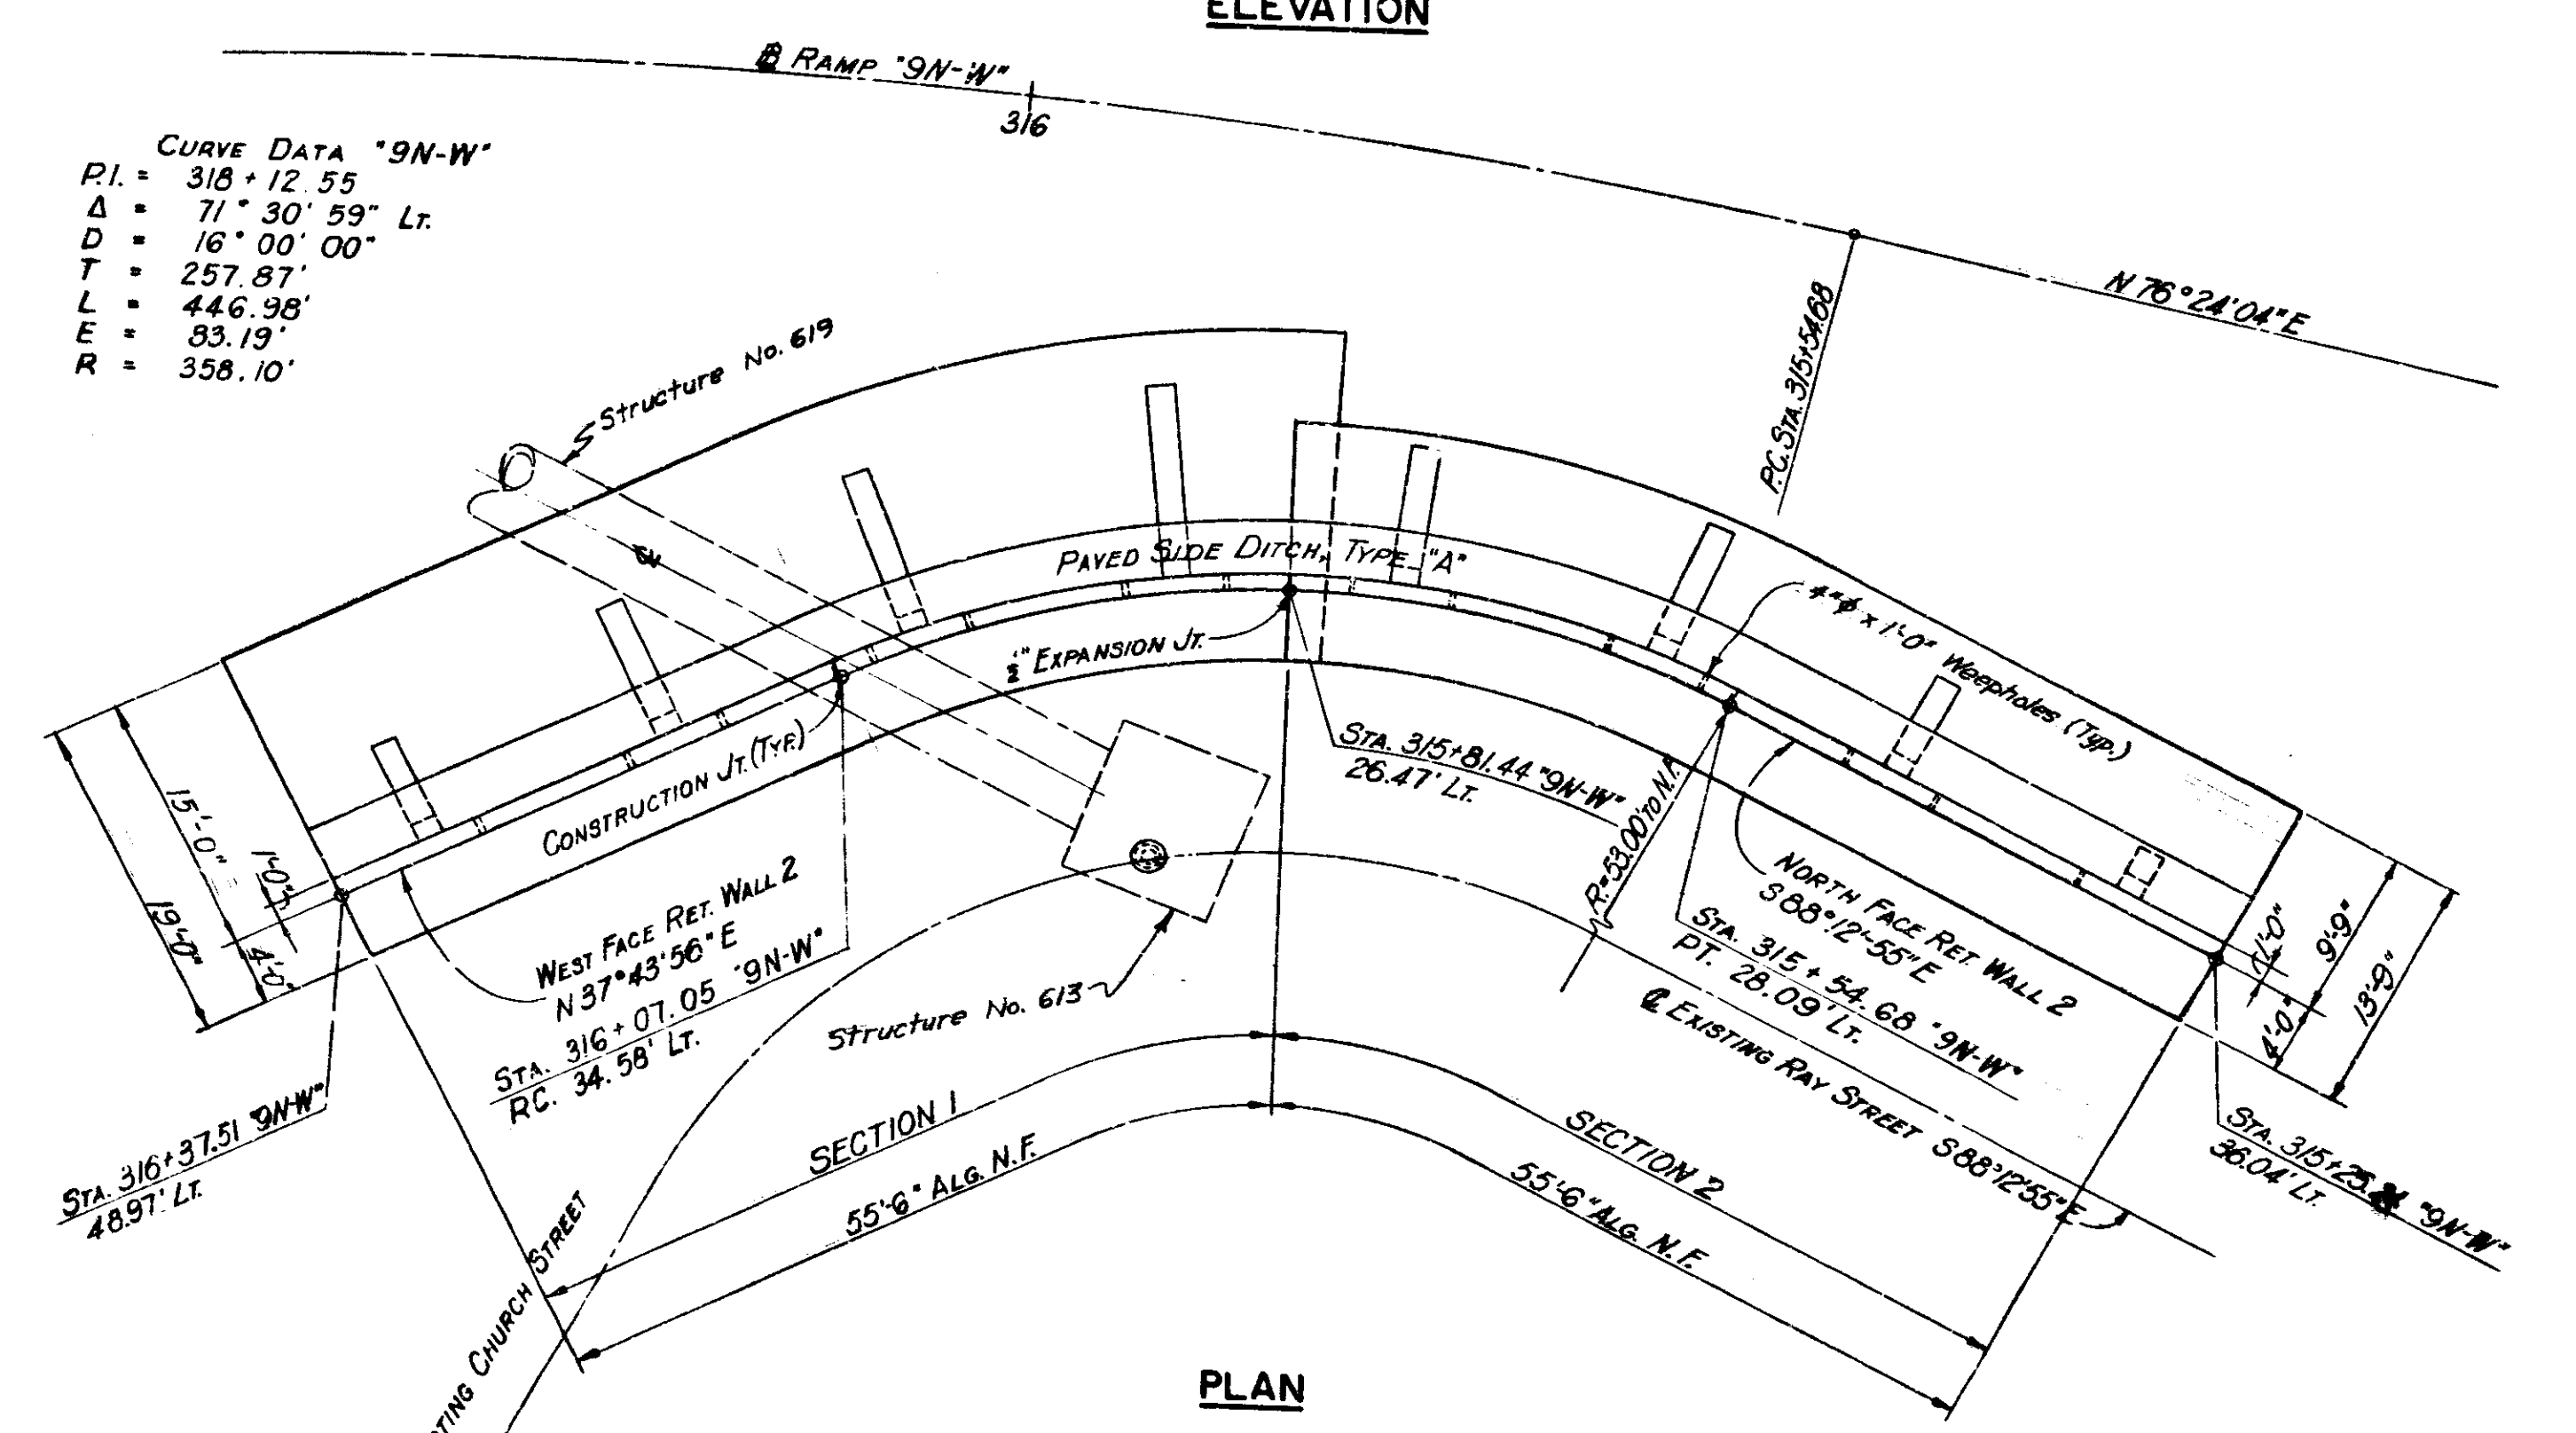 ELEVATION
RAMP "9N-W"
316
CURVE DATA "9N-W"
P.I. = 318 + 12.55
Δ = 71° 30' 59" LT.
D = 16° 00' 00"
T = 257.87'
L = 446.98'
E = 83.19'
R = 358.10'
N 76°24'04" E
P.C. STA. 315+54.68
Structure No. 619
PAVED SIDE DITCH, TYPE "A"
4"⌀ x 1'-0" Weepholes (Typ.)
½" EXPANSION JT.
CONSTRUCTION JT. (TYP.)
STA. 315+81.44 "9N-W"
26.47' LT.
R.=53.00' TO N.F.
NORTH FACE RET. WALL 2
S 88°12'-55" E
STA. 315 + 54.68 "9N-W"
PT. 28.09' LT.
15'-0"
1'-0"
19'-0"
4'-0"
WEST FACE RET. WALL 2
N 37°43'56" E
STA. 316 + 07.05 "9N-W"
P.C. 34.58' LT.
Structure No. 613
℄ EXISTING RAY STREET S88°12'55"E
1'-0"
9'-9"
4'-0"
13'-9"
STA. 316+37.51 "9N-W"
48.97' LT.
"9N-W"
36.04' LT.
SECTION 1
55'-6" ALG. N.F.
SECTION 2
55'-6" ALG. N.F.
CHURCH STREET
PLAN